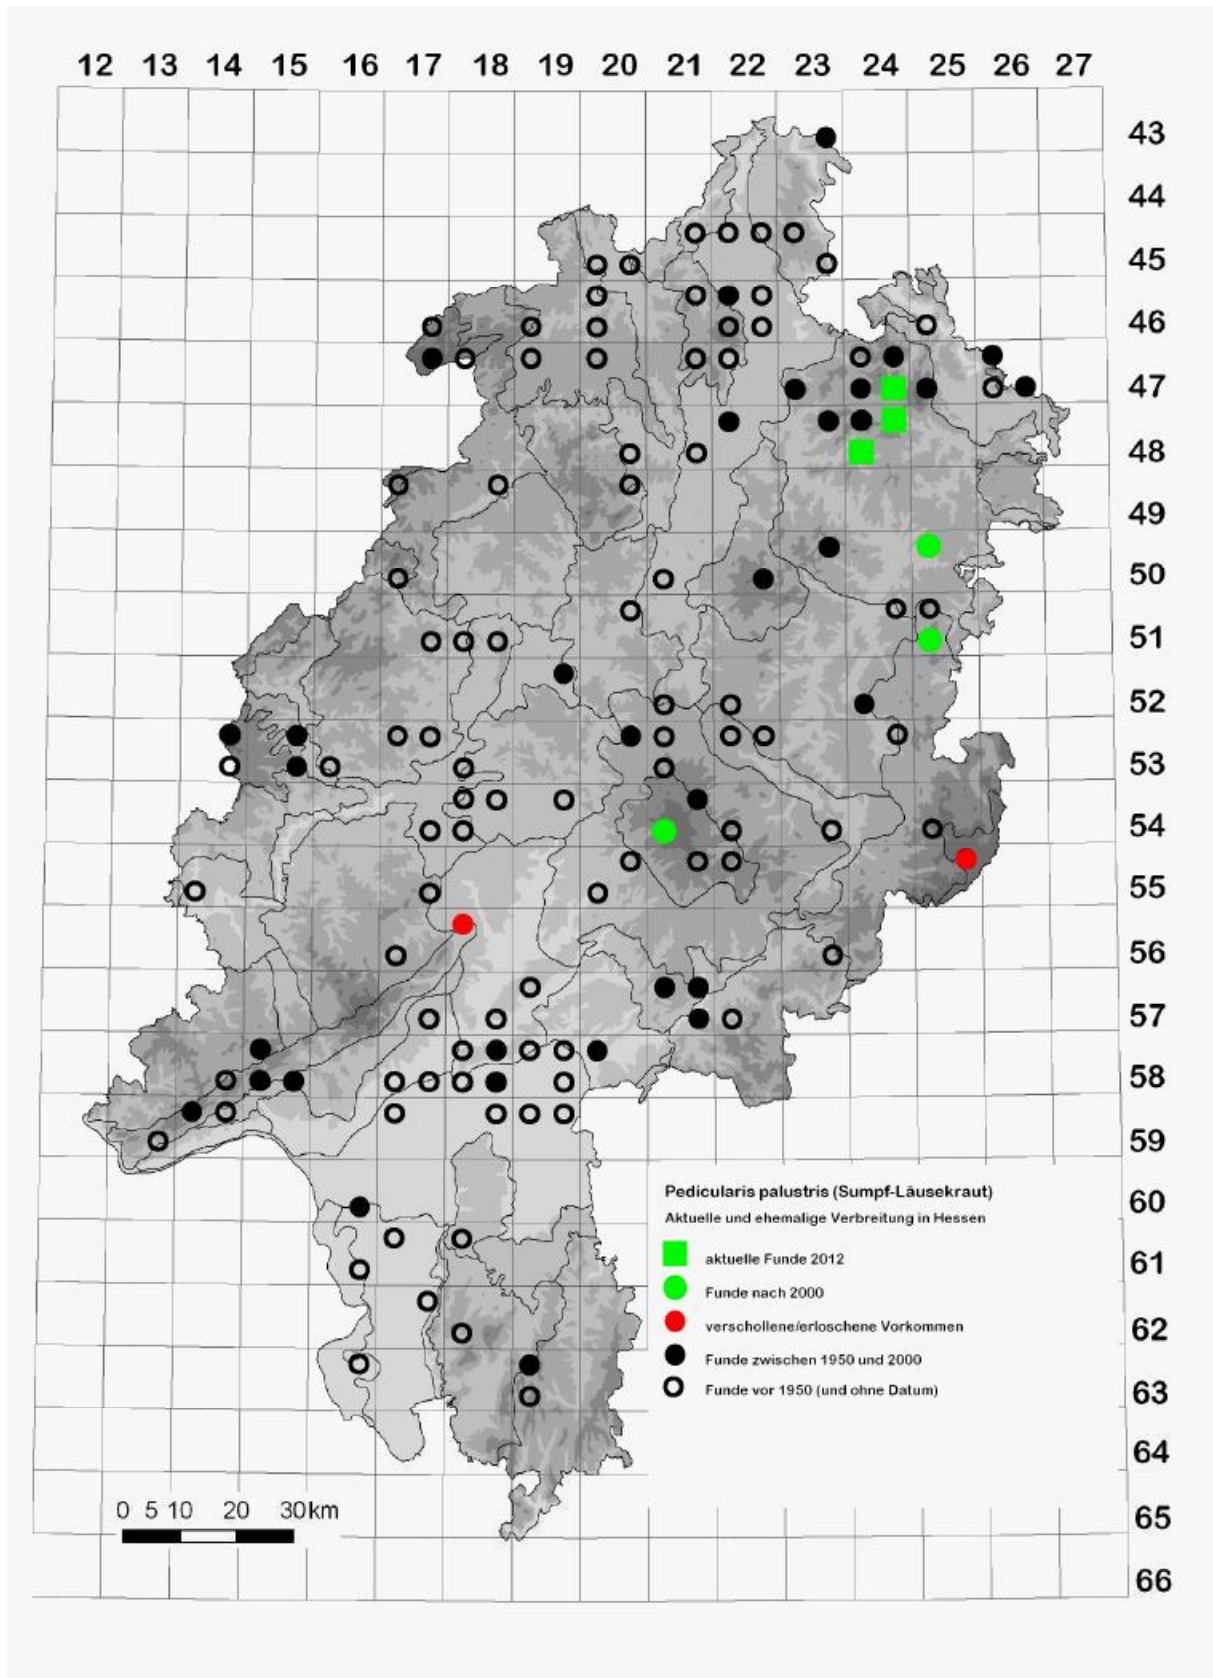 12 13 14 15 16 17 18 19 20 21 22 23 24 25 26 27
43
44
45
46
47
48
49
50
51
52
53
54
55
56
57
58
59
60
61
62
63
64
65
66
Pedicularis palustris (Sumpf-Läusekraut)
Aktuelle und ehemalige Verbreitung in Hessen
aktuelle Funde 2012
Funde nach 2000
verschollene/erloschene Vorkommen
Funde zwischen 1950 und 2000
Funde vor 1950 (und ohne Datum)
0 5 10 20 30km